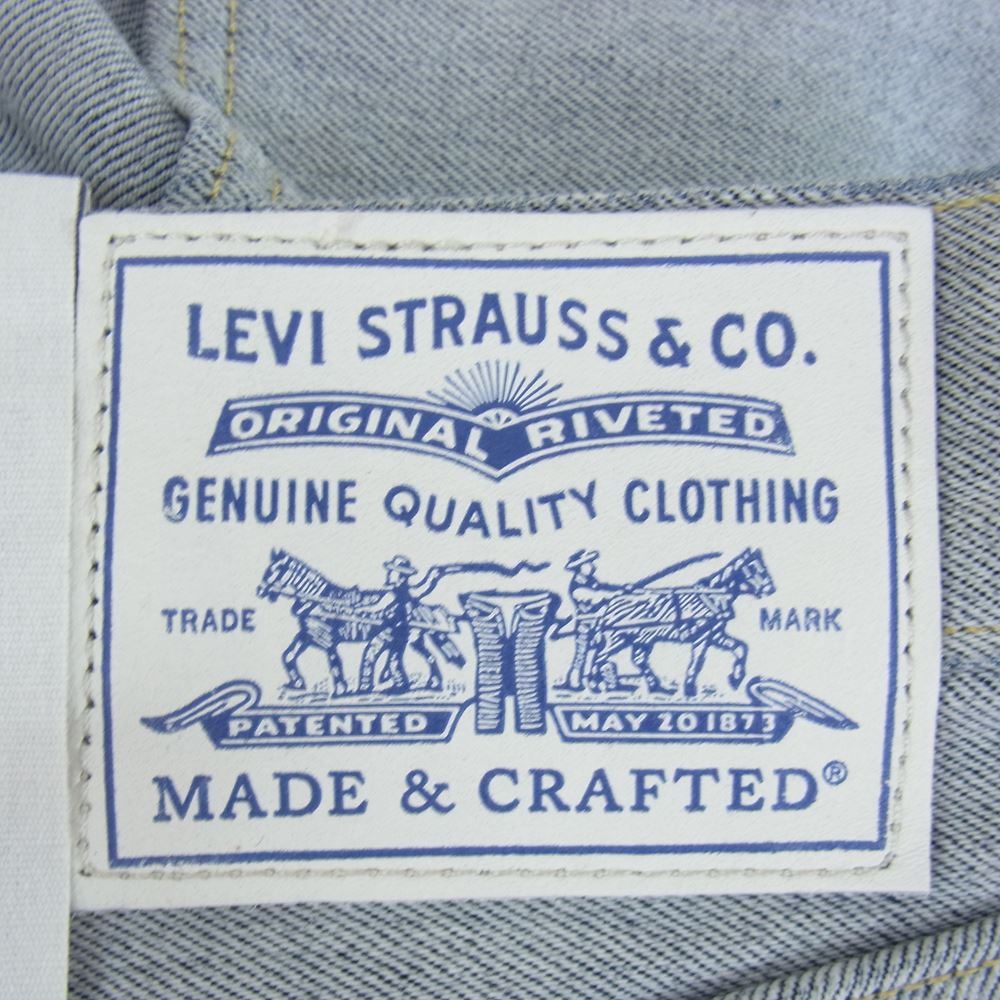 LEVI STRAUSS & CO.
ORIGINAL RIVETED
GENUINE QUALITY CLOTHING
TRADE MARK
PATENTED MAY 20 1873
MADE & CRAFTED®